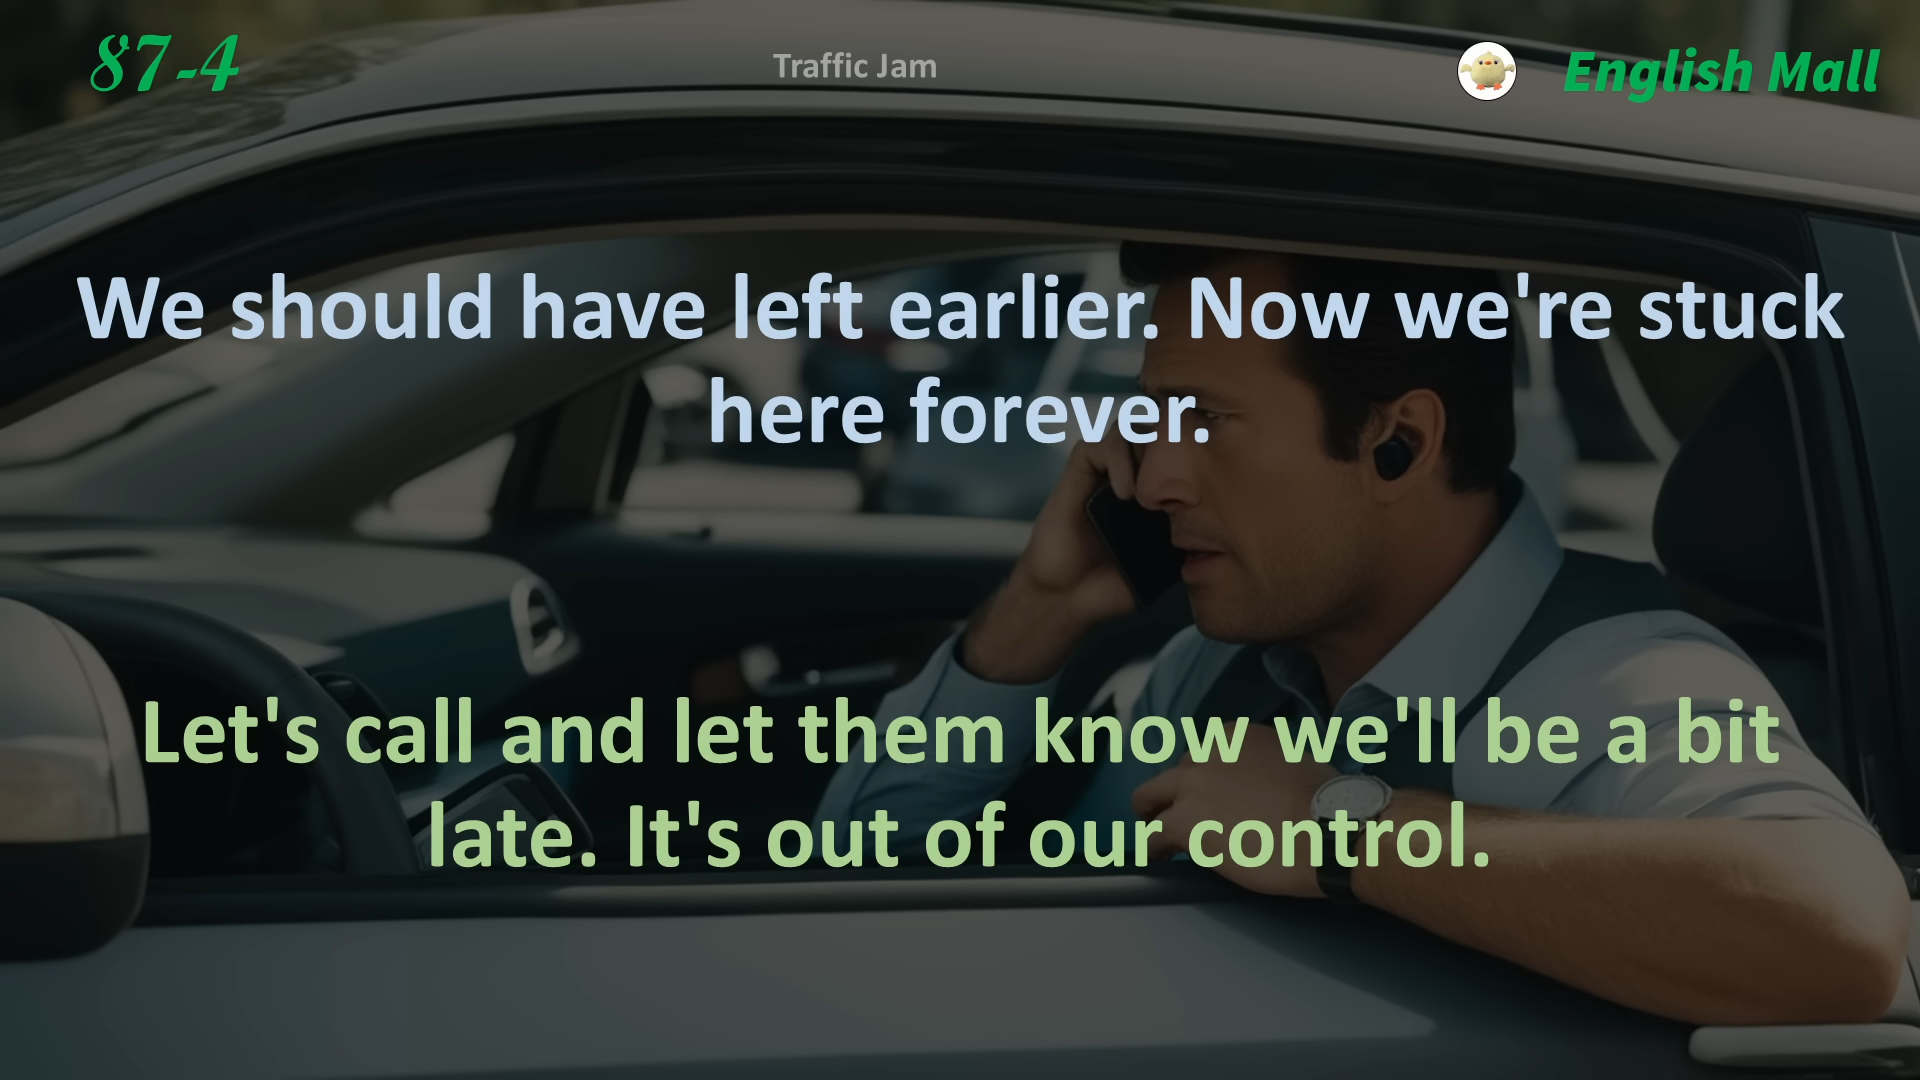 87-4
Traffic Jam
English Mall
We should have left earlier. Now we're stuck
here forever.
Let's call and let them know we'll be a bit
late. It's out of our control.